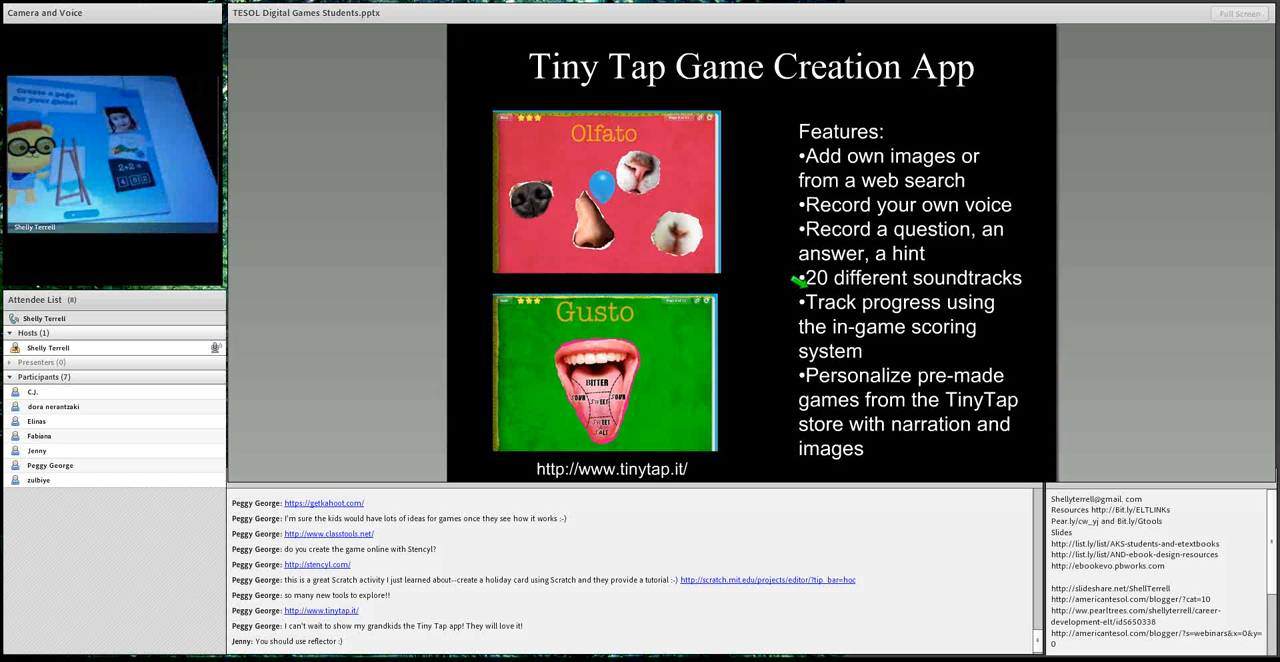 Camera and Voice
Create a page
for your game!
2+2=
Shelly Terrell
Attendee List (8)
Shelly Terrell
Hosts (1)
Shelly Terrell
Presenters (0)
Participants (7)
C.J.
dora nerantzaki
Elinas
Fabiana
Jenny
Peggy George
zulbiye
TESOL Digital Games Students.pptx
Full Screen
Tiny Tap Game Creation App
Olfato
Gusto
BITTER
SOUR
SOUR
SWEET
SWEET
SALT
http://www.tinytap.it/
Features:
•Add own images or
from a web search
•Record your own voice
•Record a question, an
answer, a hint
•20 different soundtracks
•Track progress using
the in-game scoring
system
•Personalize pre-made
games from the TinyTap
store with narration and
images
Peggy George: https://getkahoot.com/
Peggy George: I'm sure the kids would have lots of ideas for games once they see how it works :-)
Peggy George: http://www.classtools.net/
Peggy George: do you create the game online with Stencyl?
Peggy George: http://stencyl.com/
Peggy George: this is a great Scratch activity I just learned about--create a holiday card using Scratch and they provide a tutorial :-) http://scratch.mit.edu/projects/editor/?tip_bar=hoc
Peggy George: so many new tools to explore!!
Peggy George: http://www.tinytap.it/
Peggy George: I can't wait to show my grandkids the Tiny Tap app! They will love it!
Jenny: You should use reflector :)
Shellyterrell@gmail. com
Resources http://Bit.ly/ELTLINKs
Pear.ly/cw_yj and Bit.ly/Gtools
Slides
http://list.ly/list/AKS-students-and-etextbooks
http://list.ly/list/AND-ebook-design-resources
http://ebookevo.pbworks.com
http://slideshare.net/ShellTerrell
http://americantesol.com/blogger/?cat=10
http://ww.pearltrees.com/shellyterrell/career-
development-elt/id5650338
http://americantesol.com/blogger/?s=webinars&x=0&y=
0